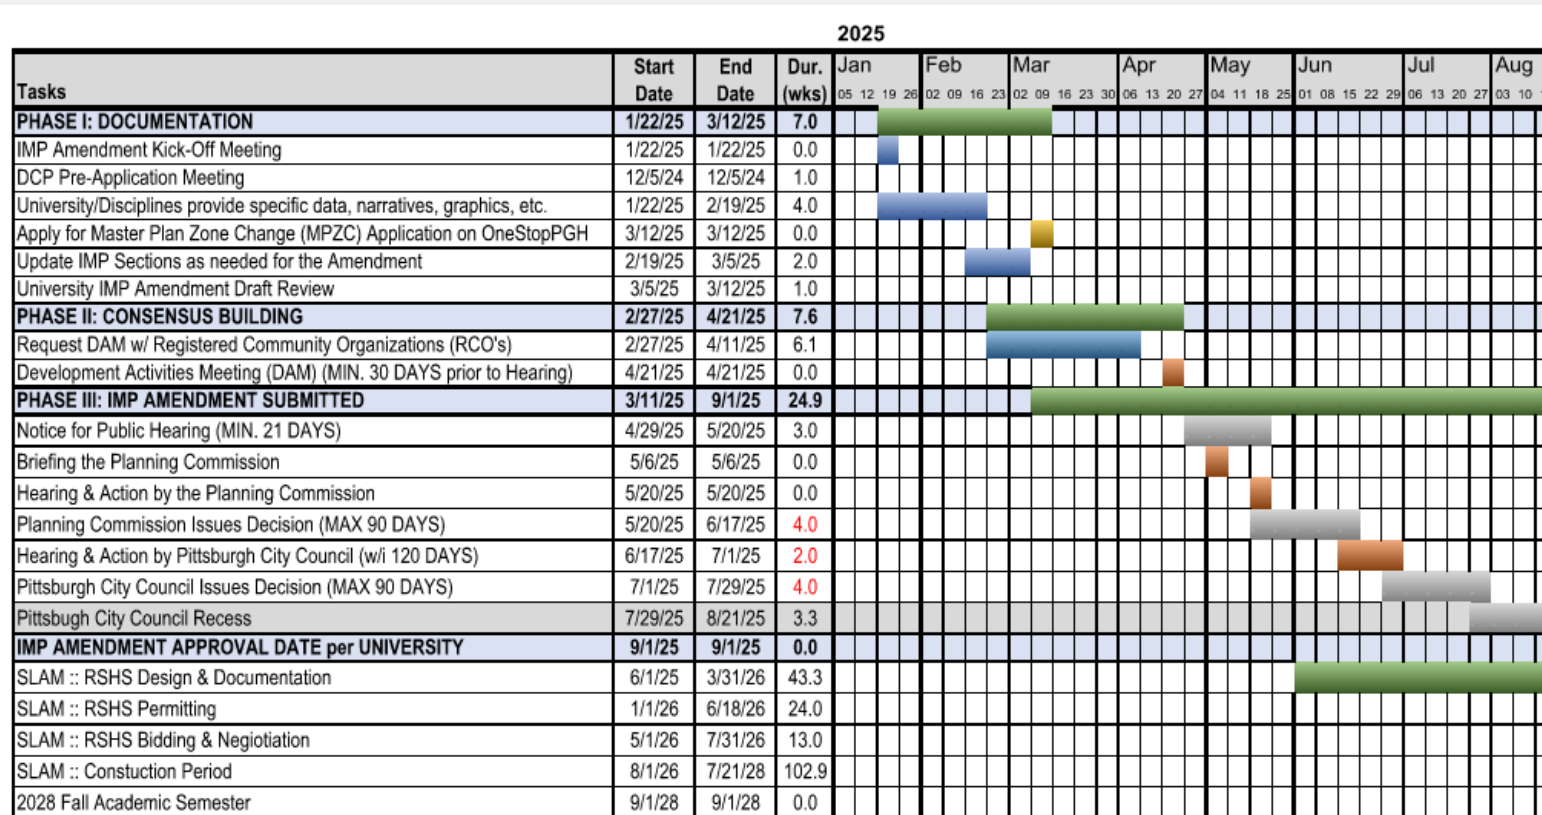 2025
Tasks Start Date End Date Dur. (wks) Jan Feb Mar Apr May Jun Jul Aug
05 12 19 26 02 09 16 23 02 09 16 23 30 06 13 20 27 04 11 18 25 01 08 15 22 29 06 13 20 27 03 10
PHASE I: DOCUMENTATION 1/22/25 3/12/25 7.0
IMP Amendment Kick-Off Meeting 1/22/25 1/22/25 0.0
DCP Pre-Application Meeting 12/5/24 12/5/24 1.0
University/Disciplines provide specific data, narratives, graphics, etc. 1/22/25 2/19/25 4.0
Apply for Master Plan Zone Change (MPZC) Application on OneStopPGH 3/12/25 3/12/25 0.0
Update IMP Sections as needed for the Amendment 2/19/25 3/5/25 2.0
University IMP Amendment Draft Review 3/5/25 3/12/25 1.0
PHASE II: CONSENSUS BUILDING 2/27/25 4/21/25 7.6
Request DAM w/ Registered Community Organizations (RCO's) 2/27/25 4/11/25 6.1
Development Activities Meeting (DAM) (MIN. 30 DAYS prior to Hearing) 4/21/25 4/21/25 0.0
PHASE III: IMP AMENDMENT SUBMITTED 3/11/25 9/1/25 24.9
Notice for Public Hearing (MIN. 21 DAYS) 4/29/25 5/20/25 3.0
Briefing the Planning Commission 5/6/25 5/6/25 0.0
Hearing & Action by the Planning Commission 5/20/25 5/20/25 0.0
Planning Commission Issues Decision (MAX 90 DAYS) 5/20/25 6/17/25 4.0
Hearing & Action by Pittsburgh City Council (w/i 120 DAYS) 6/17/25 7/1/25 2.0
Pittsburgh City Council Issues Decision (MAX 90 DAYS) 7/1/25 7/29/25 4.0
Pittsbugh City Council Recess 7/29/25 8/21/25 3.3
IMP AMENDMENT APPROVAL DATE per UNIVERSITY 9/1/25 9/1/25 0.0
SLAM :: RSHS Design & Documentation 6/1/25 3/31/26 43.3
SLAM :: RSHS Permitting 1/1/26 6/18/26 24.0
SLAM :: RSHS Bidding & Negiotiation 5/1/26 7/31/26 13.0
SLAM :: Constuction Period 8/1/26 7/21/28 102.9
2028 Fall Academic Semester 9/1/28 9/1/28 0.0